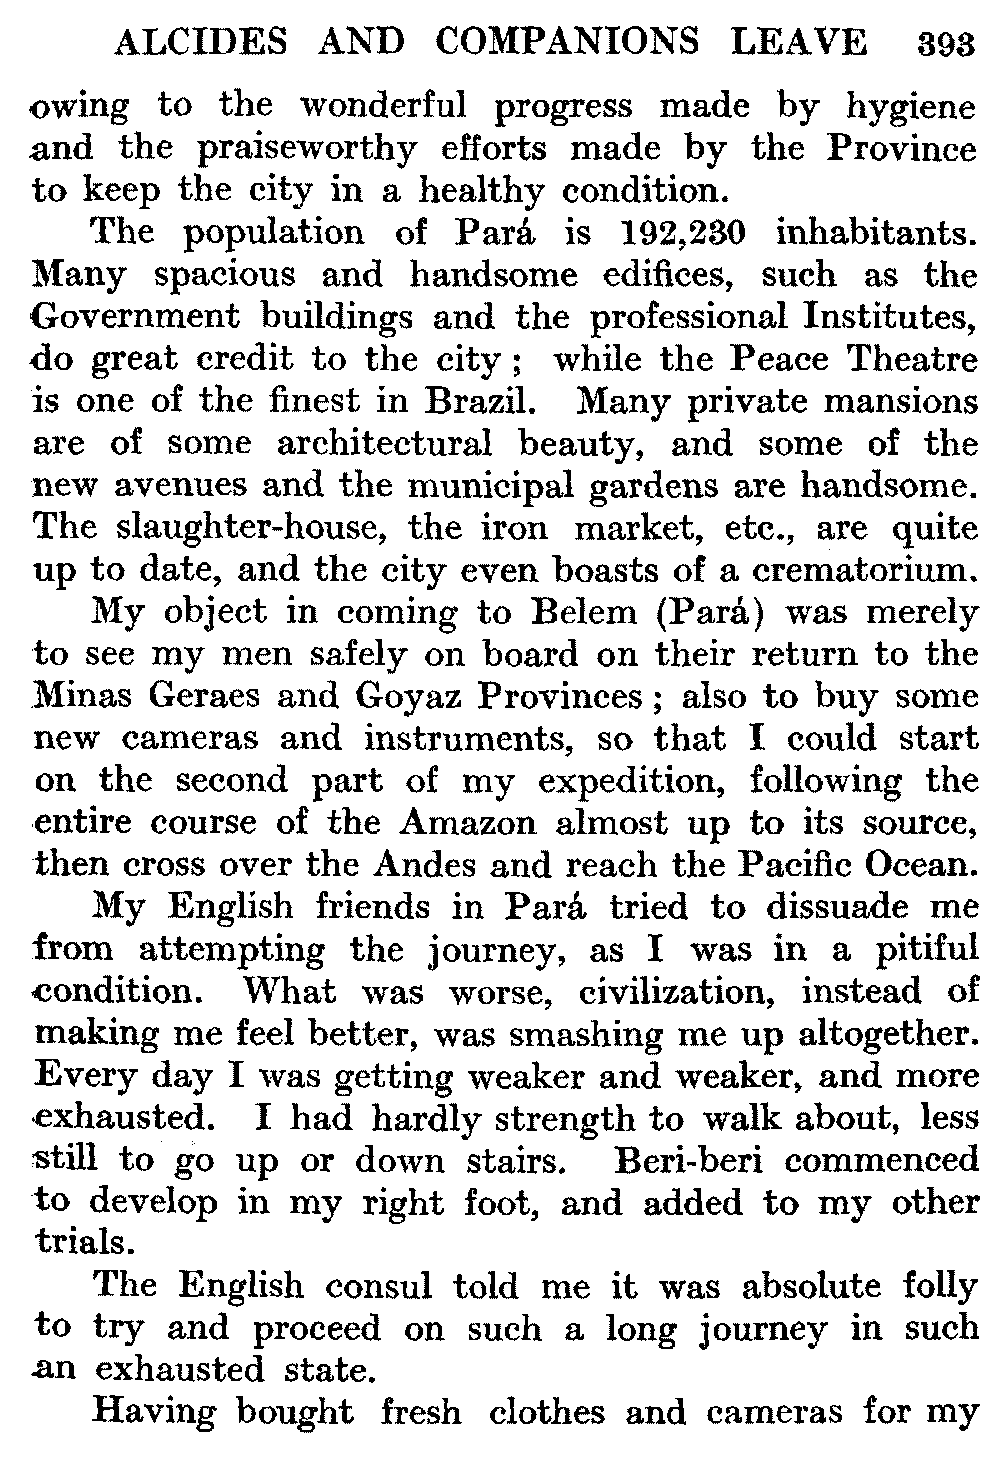 ALCIDES AND COMPANIONS LEAVE 393
owing to the wonderful progress made by hygiene
and the praiseworthy efforts made by the Province
to keep the city in a healthy condition.
The population of Pará is 192,230 inhabitants.
Many spacious and handsome edifices, such as the
Government buildings and the professional Institutes,
do great credit to the city ; while the Peace Theatre
is one of the finest in Brazil. Many private mansions
are of some architectural beauty, and some of the
new avenues and the municipal gardens are handsome.
The slaughter-house, the iron market, etc., are quite
up to date, and the city even boasts of a crematorium.
My object in coming to Belem (Pará) was merely
to see my men safely on board on their return to the
Minas Geraes and Goyaz Provinces ; also to buy some
new cameras and instruments, so that I could start
on the second part of my expedition, following the
entire course of the Amazon almost up to its source,
then cross over the Andes and reach the Pacific Ocean.
My English friends in Pará tried to dissuade me
from attempting the journey, as I was in a pitiful
condition. What was worse, civilization, instead of
making me feel better, was smashing me up altogether.
Every day I was getting weaker and weaker, and more
exhausted. I had hardly strength to walk about, less
still to go up or down stairs. Beri-beri commenced
to develop in my right foot, and added to my other
trials.
The English consul told me it was absolute folly
to try and proceed on such a long journey in such
an exhausted state.
Having bought fresh clothes and cameras for my